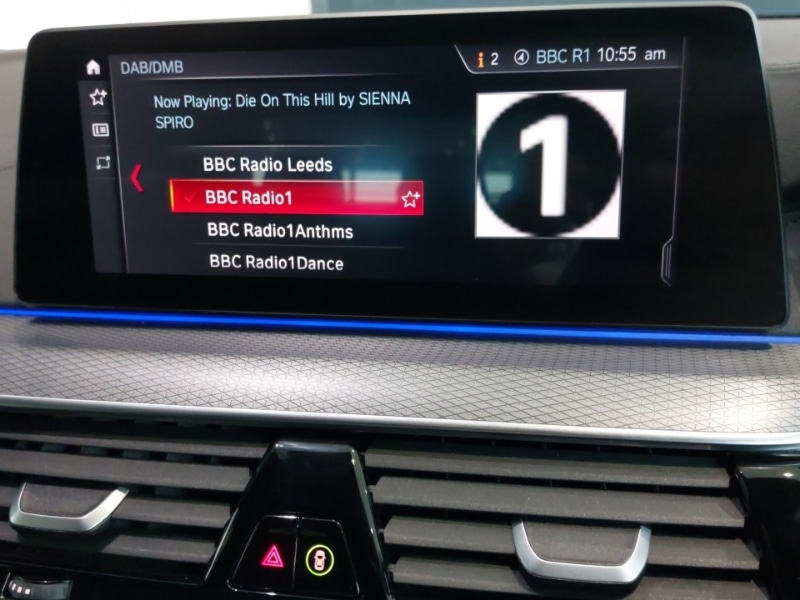 DAB/DMB
i 2 BBC R1 10:55 am
Now Playing: Die On This Hill by SIENNA
SPIRO
BBC Radio Leeds
BBC Radio1
BBC Radio1Anthms
BBC Radio1Dance
1